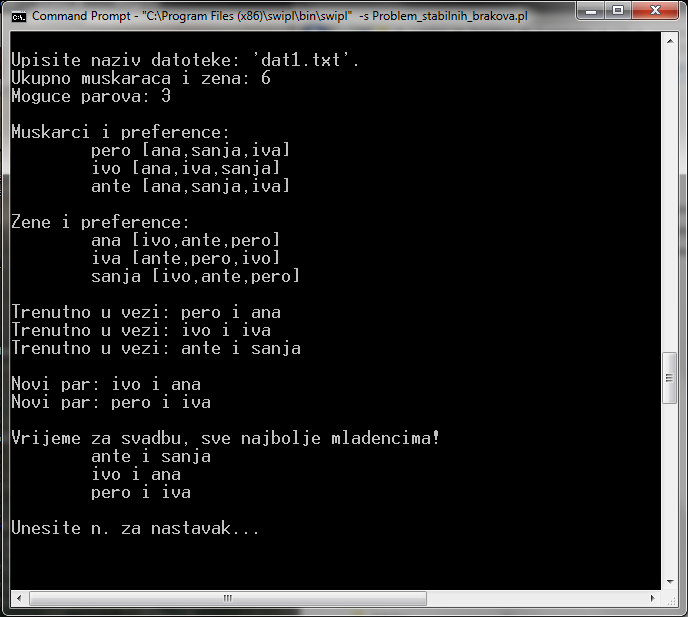 Command Prompt - "C:\Program Files (x86)\swipl\bin\swipl" -s Problem_stabilnih_brakova.pl
Upisite naziv datoteke: 'dat1.txt'.
Ukupno muskaraca i zena: 6
Moguce parova: 3
Muskarci i preference:
pero [ana,sanja,iva]
ivo [ana,iva,sanja]
ante [ana,sanja,iva]
Zene i preference:
ana [ivo,ante,pero]
iva [ante,pero,ivo]
sanja [ivo,ante,pero]
Trenutno u vezi: pero i ana
Trenutno u vezi: ivo i iva
Trenutno u vezi: ante i sanja
Novi par: ivo i ana
Novi par: pero i iva
Vrijeme za svadbu, sve najbolje mladencima!
ante i sanja
ivo i ana
pero i iva
Unesite n. za nastavak...